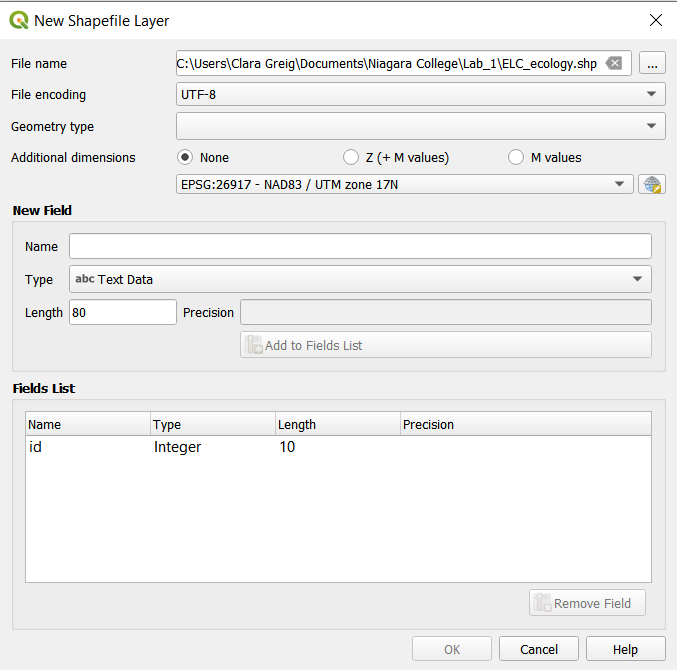 New Shapefile Layer
File name C:\Users\Clara Greig\Documents\Niagara College\Lab_1\ELC_ecology.shp ...
File encoding UTF-8
Geometry type
Additional dimensions None Z (+ M values) M values
EPSG:26917 - NAD83 / UTM zone 17N
New Field
Name
Type abc Text Data
Length 80 Precision
Add to Fields List
Fields List
Name Type Length Precision
id Integer 10
Remove Field
OK Cancel Help